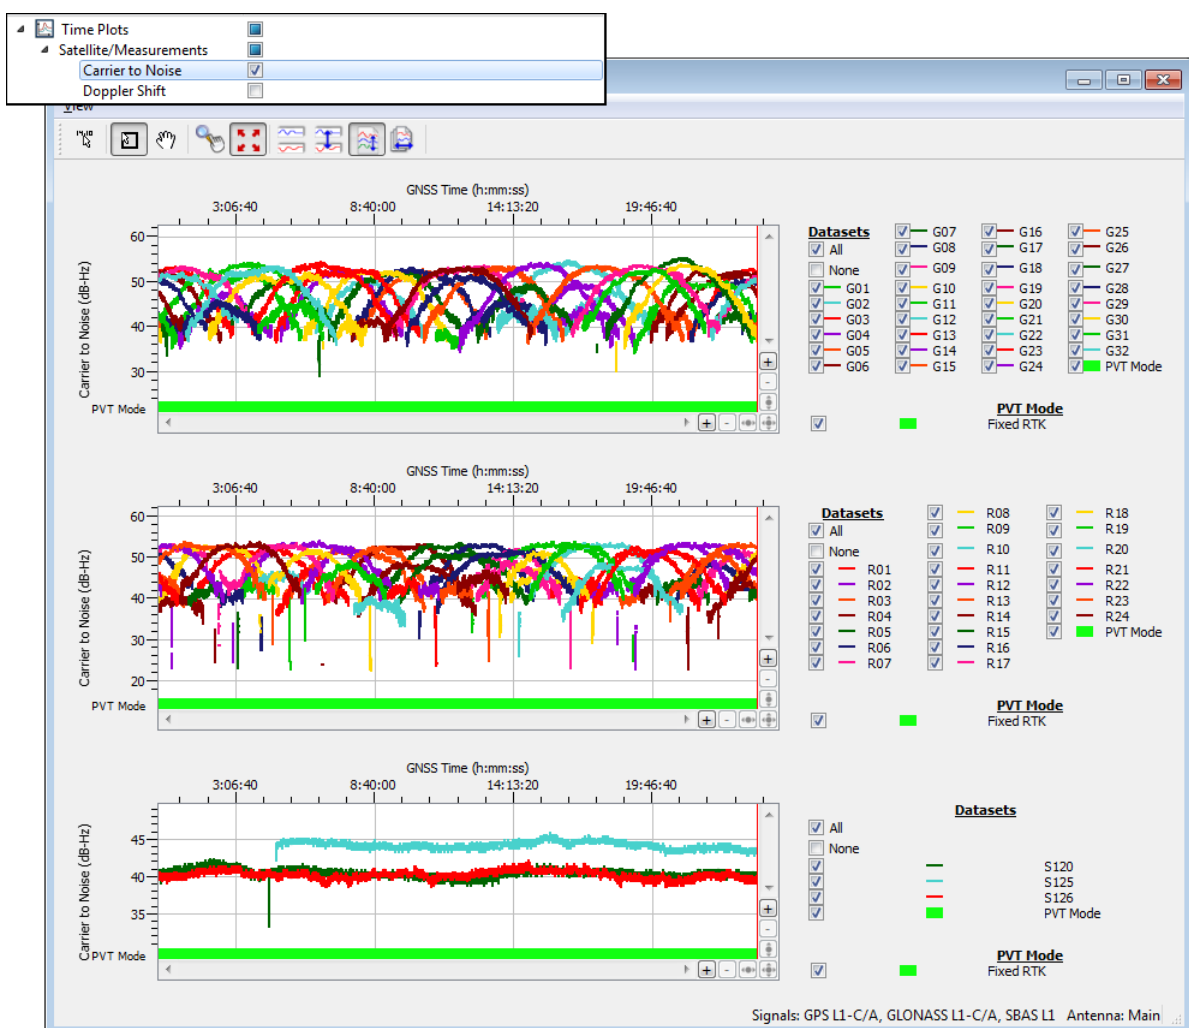 Time Plots
Satellite/Measurements
Carrier to Noise
Doppler Shift
View
GNSS Time (h:mm:ss)
3:06:40 8:40:00 14:13:20 19:46:40
Carrier to Noise (dB-Hz)
60
50
40
30
PVT Mode
Datasets G07 G16 G25
All G08 G17 G26
None G09 G18 G27
G01 G10 G19 G28
G02 G11 G20 G29
G03 G12 G21 G30
G04 G13 G22 G31
G05 G14 G23 G32
G06 G15 G24 PVT Mode
PVT Mode
Fixed RTK
GNSS Time (h:mm:ss)
3:06:40 8:40:00 14:13:20 19:46:40
Carrier to Noise (dB-Hz)
60
50
40
30
20
PVT Mode
Datasets R08 R18
All R09 R19
None R10 R20
R01 R11 R21
R02 R12 R22
R03 R13 R23
R04 R14 R24
R05 R15 PVT Mode
R06 R16
R07 R17
PVT Mode
Fixed RTK
GNSS Time (h:mm:ss)
3:06:40 8:40:00 14:13:20 19:46:40
Carrier to Noise (dB-Hz)
45
40
35
PVT Mode
Datasets
All
None
S120
S125
S126
PVT Mode
PVT Mode
Fixed RTK
Signals: GPS L1-C/A, GLONASS L1-C/A, SBAS L1 Antenna: Main